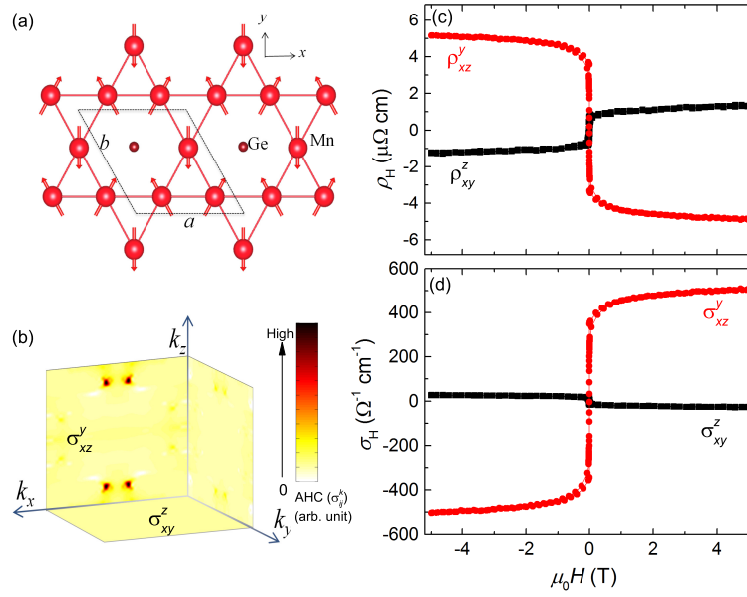 (a)
y
x
b
Ge
Mn
a
(b)
k_z
High
σ^y_xz
0
k_x
k_y
σ^z_xy
AHC (σ^k_ij)
(arb. unit)
(c)
6
ρ^y_xz
4
2
0
ρ^z_xy
-2
-4
-6
ρ_H (μΩ cm)
600
(d)
400
σ^y_xz
200
0
σ^z_xy
-200
-400
-600
σ_H (Ω^-1 cm^-1)
-4 -2 0 2 4
μ_0H (T)